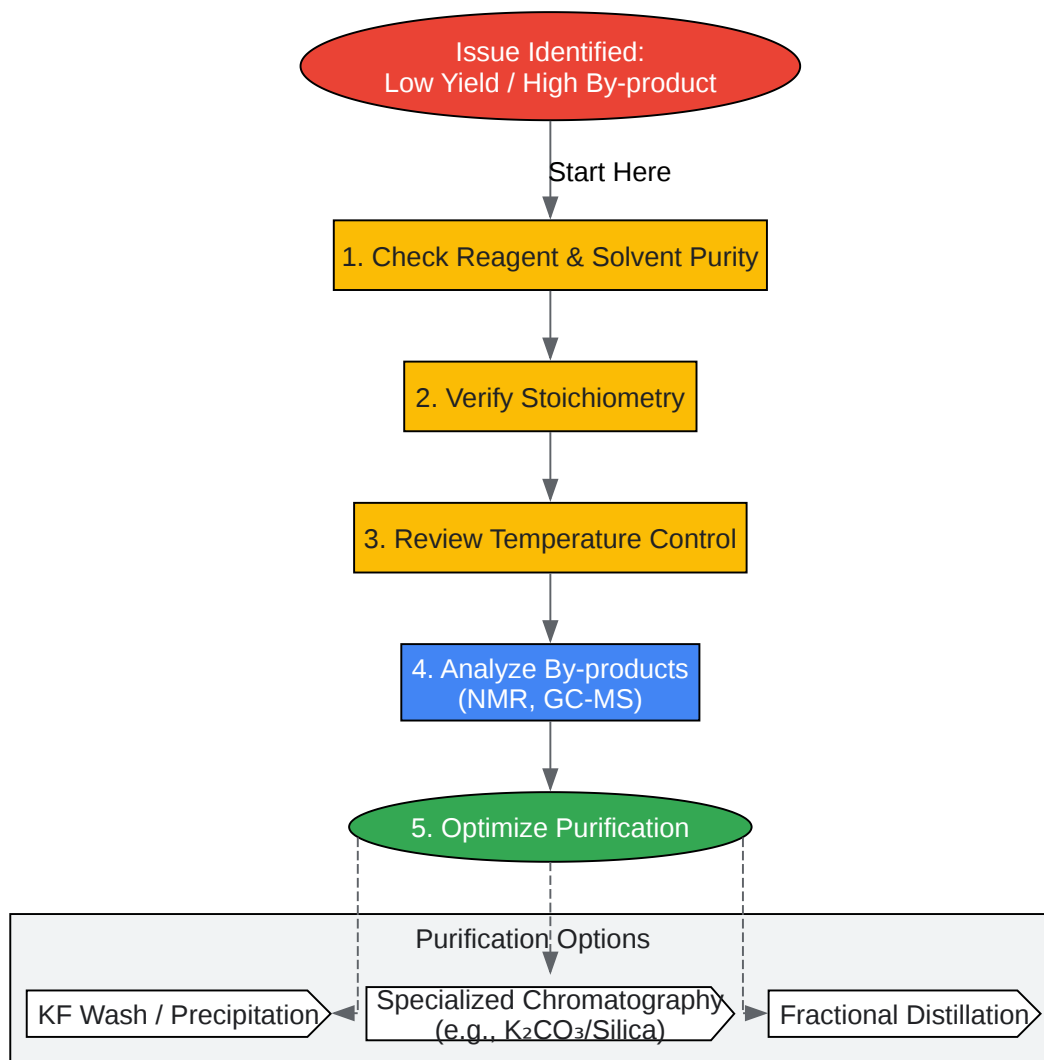 Issue Identified:
Low Yield / High By-product
Start Here
1. Check Reagent & Solvent Purity
2. Verify Stoichiometry
3. Review Temperature Control
4. Analyze By-products
(NMR, GC-MS)
5. Optimize Purification
Purification Options
KF Wash / Precipitation
Specialized Chromatography
(e.g., K₂CO₃/Silica)
Fractional Distillation